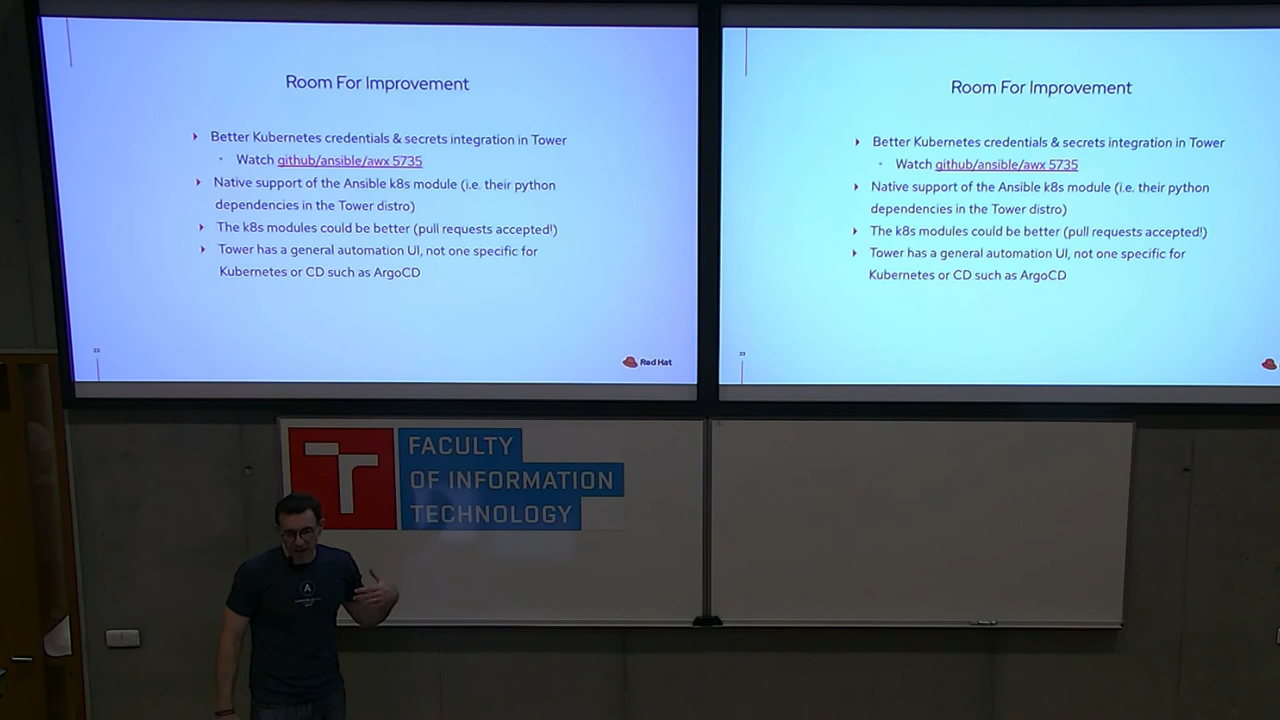 Room For Improvement
Better Kubernetes credentials & secrets integration in Tower
Watch github/ansible/awx 5735
Native support of the Ansible k8s module (i.e. their python
dependencies in the Tower distro)
The k8s modules could be better (pull requests accepted!)
Tower has a general automation UI, not one specific for
Kubernetes or CD such as ArgoCD
Red Hat
Room For Improvement
Better Kubernetes credentials & secrets integration in Tower
Watch github/ansible/awx 5735
Native support of the Ansible k8s module (i.e. their python
dependencies in the Tower distro)
The k8s modules could be better (pull requests accepted!)
Tower has a general automation UI, not one specific for
Kubernetes or CD such as ArgoCD
T
FACULTY
OF INFORMATION
TECHNOLOGY
A